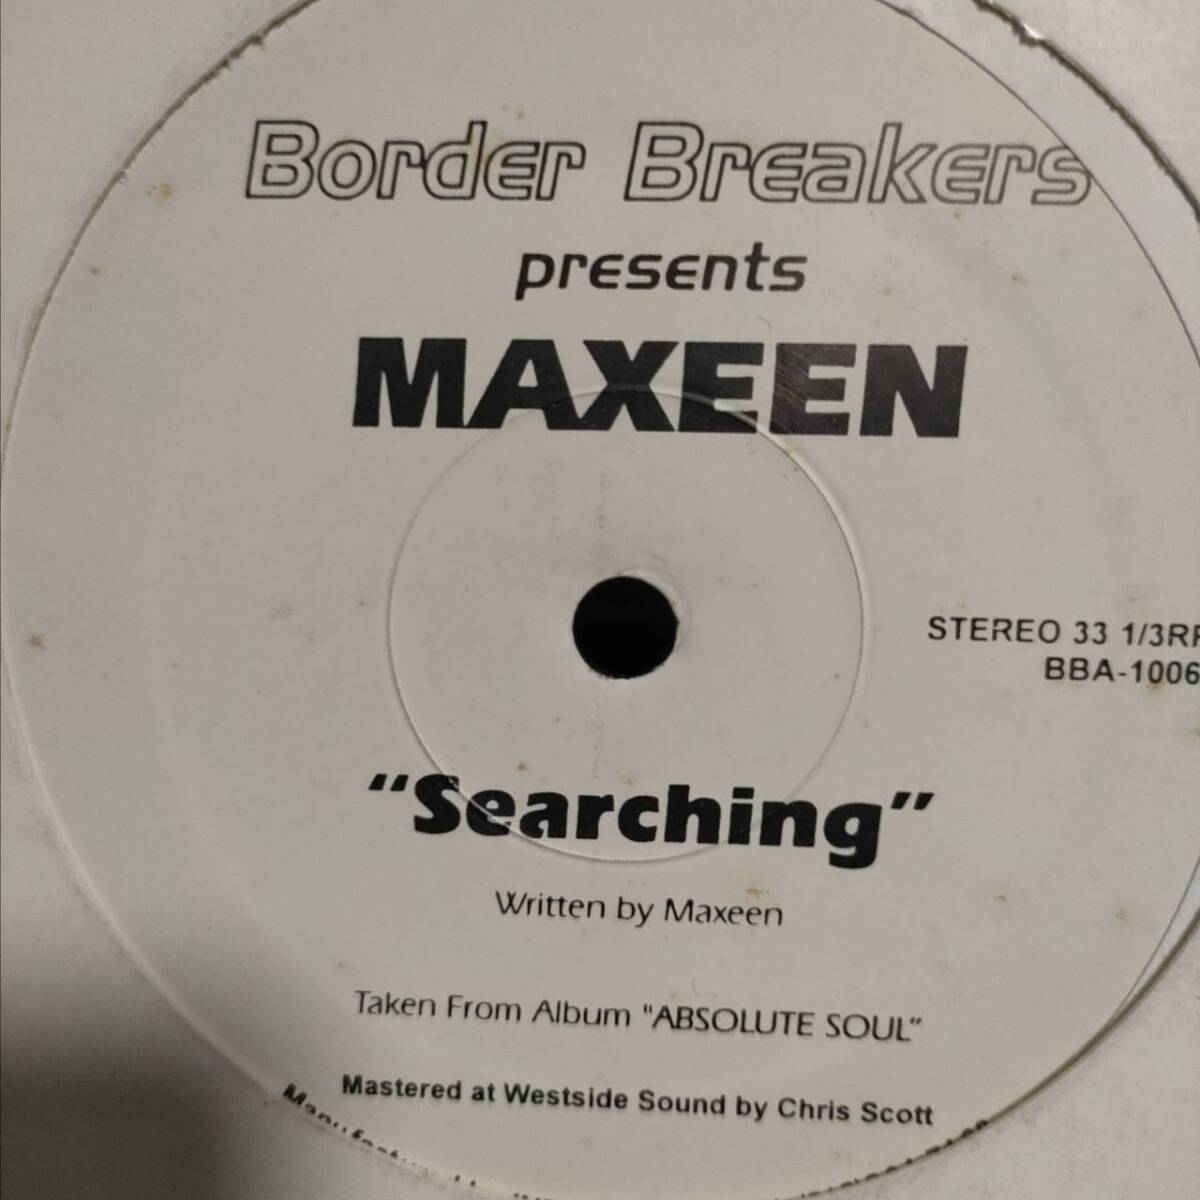 Border Breakers
presents
MAXEEN
STEREO 33 1/3RP
BBA-1006
"Searching"
Written by Maxeen
Taken From Album "ABSOLUTE SOUL"
Mastered at Westside Sound by Chris Scott